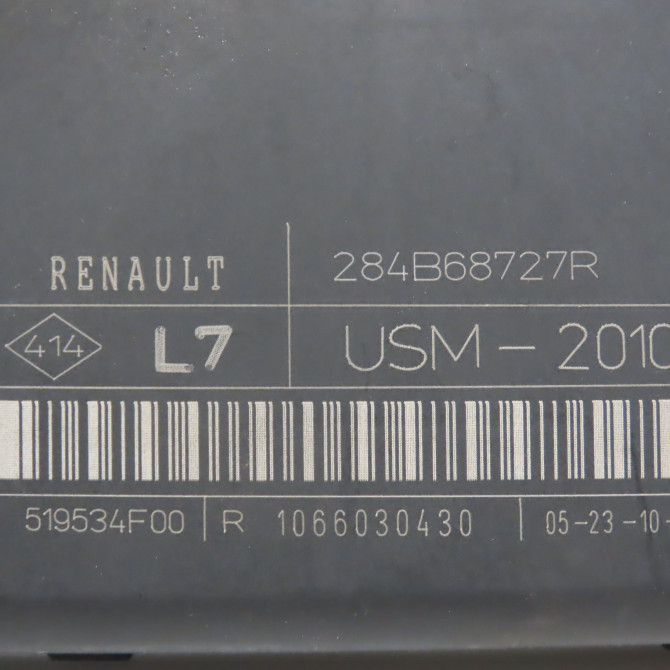 RENAULT 284B68727R
414 L7 USM - 2010
519534F00 R 1066030430 05-23-10-